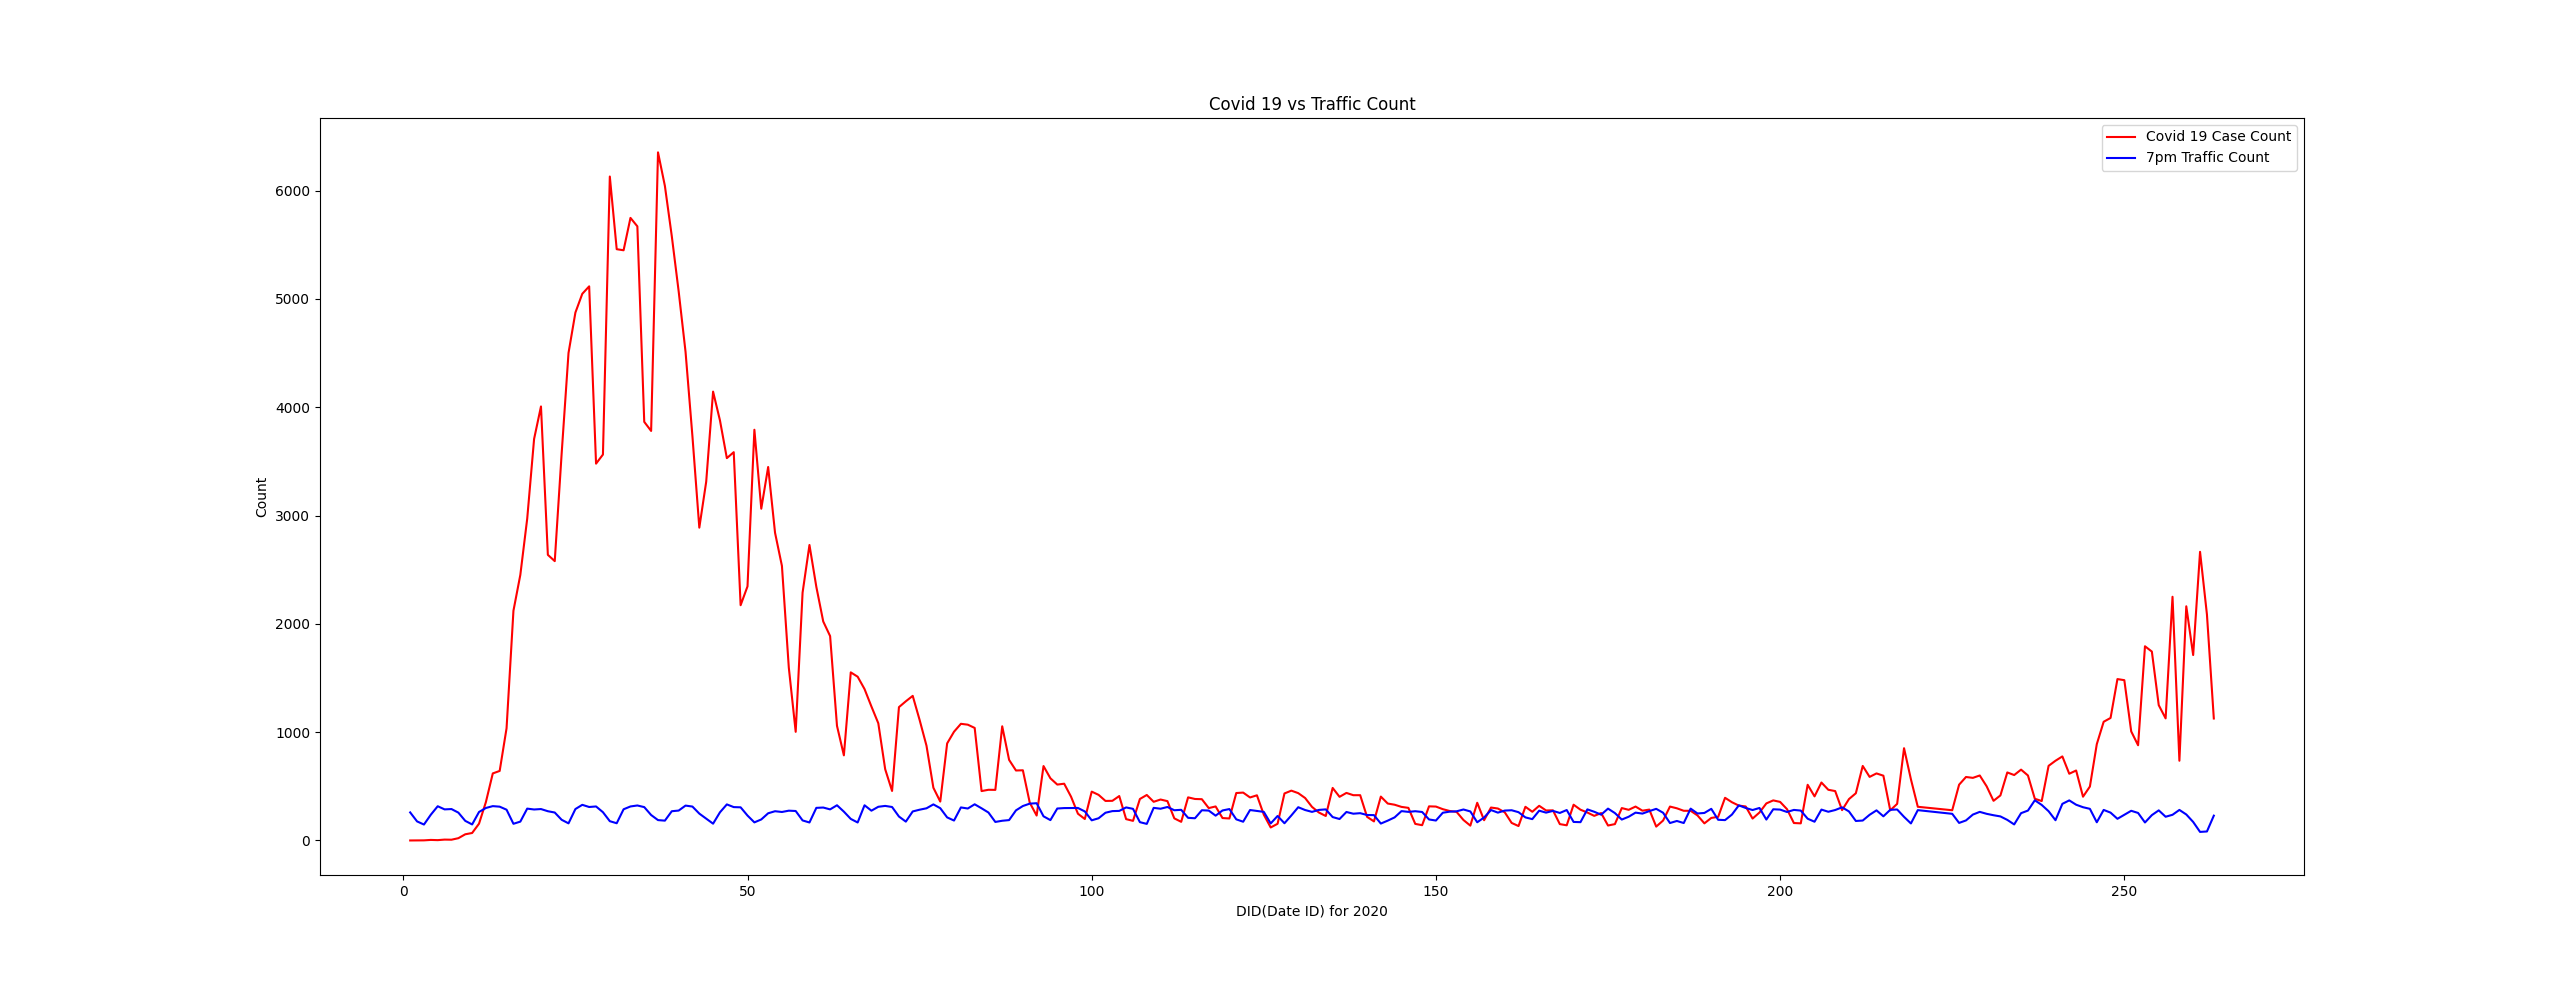 Covid 19 vs Traffic Count
Covid 19 Case Count
7pm Traffic Count
6000
5000
4000
3000
2000
1000
0
Count
0 50 100 150 200 250
DID(Date ID) for 2020